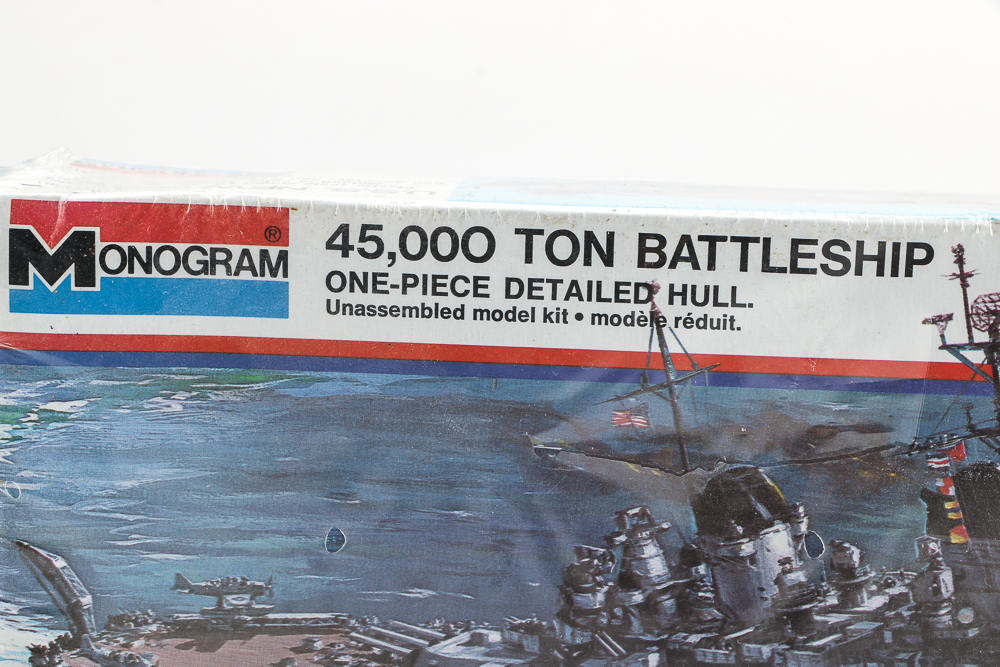 MONOGRAM®
45,000 TON BATTLESHIP
ONE-PIECE DETAILED HULL.
Unassembled model kit • modèle réduit.